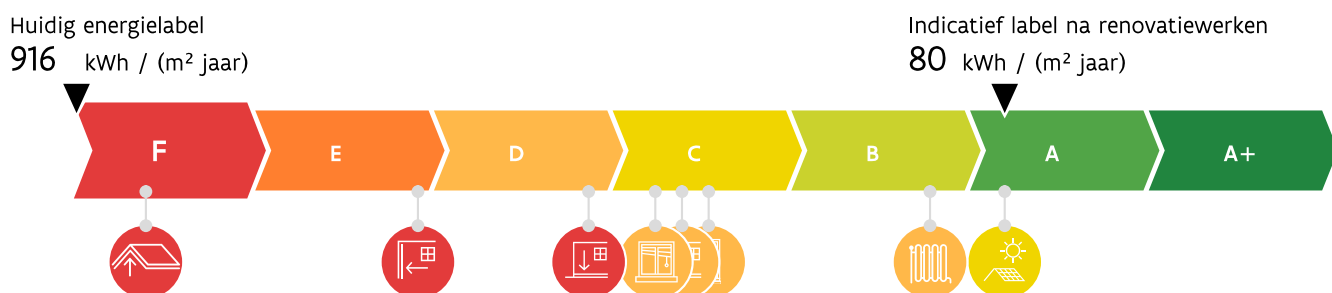 Huidig energielabel
916 kWh / (m² jaar)
Indicatief label na renovatiewerken
80 kWh / (m² jaar)
F E D C B A A+